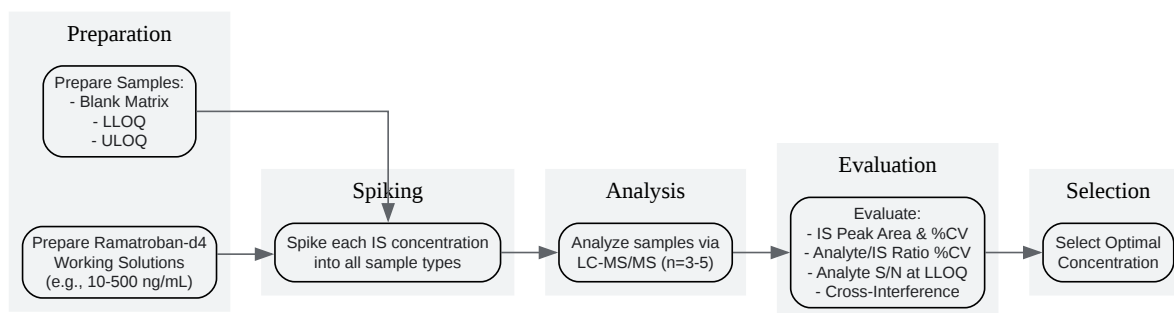 Preparation
Prepare Samples:
- Blank Matrix
- LLOQ
- ULOQ
Prepare Ramatroban-d4
Working Solutions
(e.g., 10-500 ng/mL)
Spiking
Spike each IS concentration
into all sample types
Analysis
Analyze samples via
LC-MS/MS (n=3-5)
Evaluation
Evaluate:
- IS Peak Area & %CV
- Analyte/IS Ratio %CV
- Analyte S/N at LLOQ
- Cross-Interference
Selection
Select Optimal
Concentration